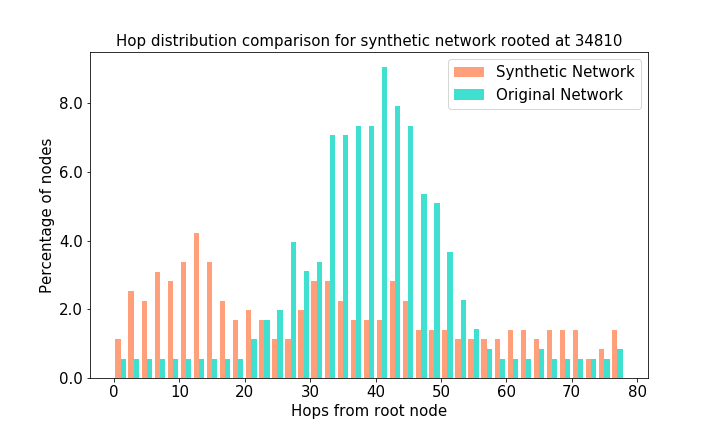 Hop distribution comparison for synthetic network rooted at 34810
Synthetic Network
Original Network
Percentage of nodes
8.0
6.0
4.0
2.0
0.0
0 10 20 30 40 50 60 70 80
Hops from root node